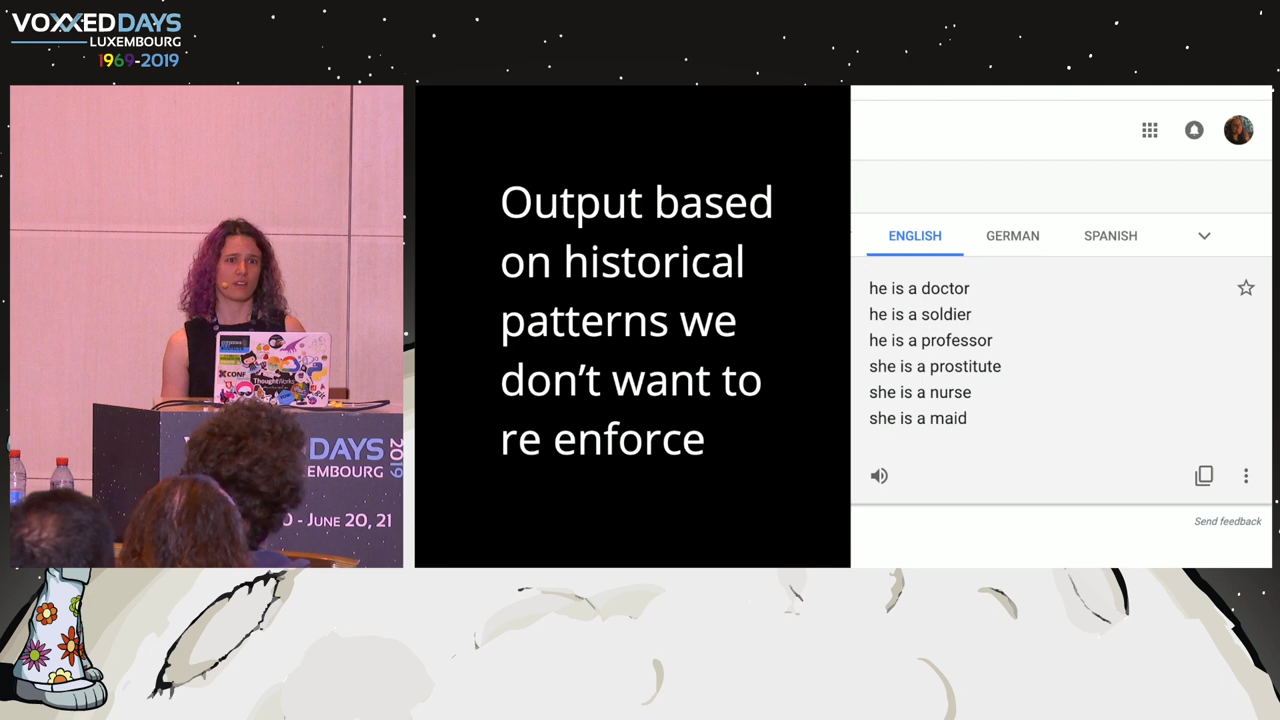 VOXXED DAYS
LUXEMBOURG
1969-2019
Output based
on historical
patterns we
don't want to
re enforce
ENGLISH GERMAN SPANISH
he is a doctor
he is a soldier
he is a professor
she is a prostitute
she is a nurse
she is a maid
Send feedback
XCONF
ThoughtWorks
DAYS 2019
EMBOURG
- JUNE 20, 21